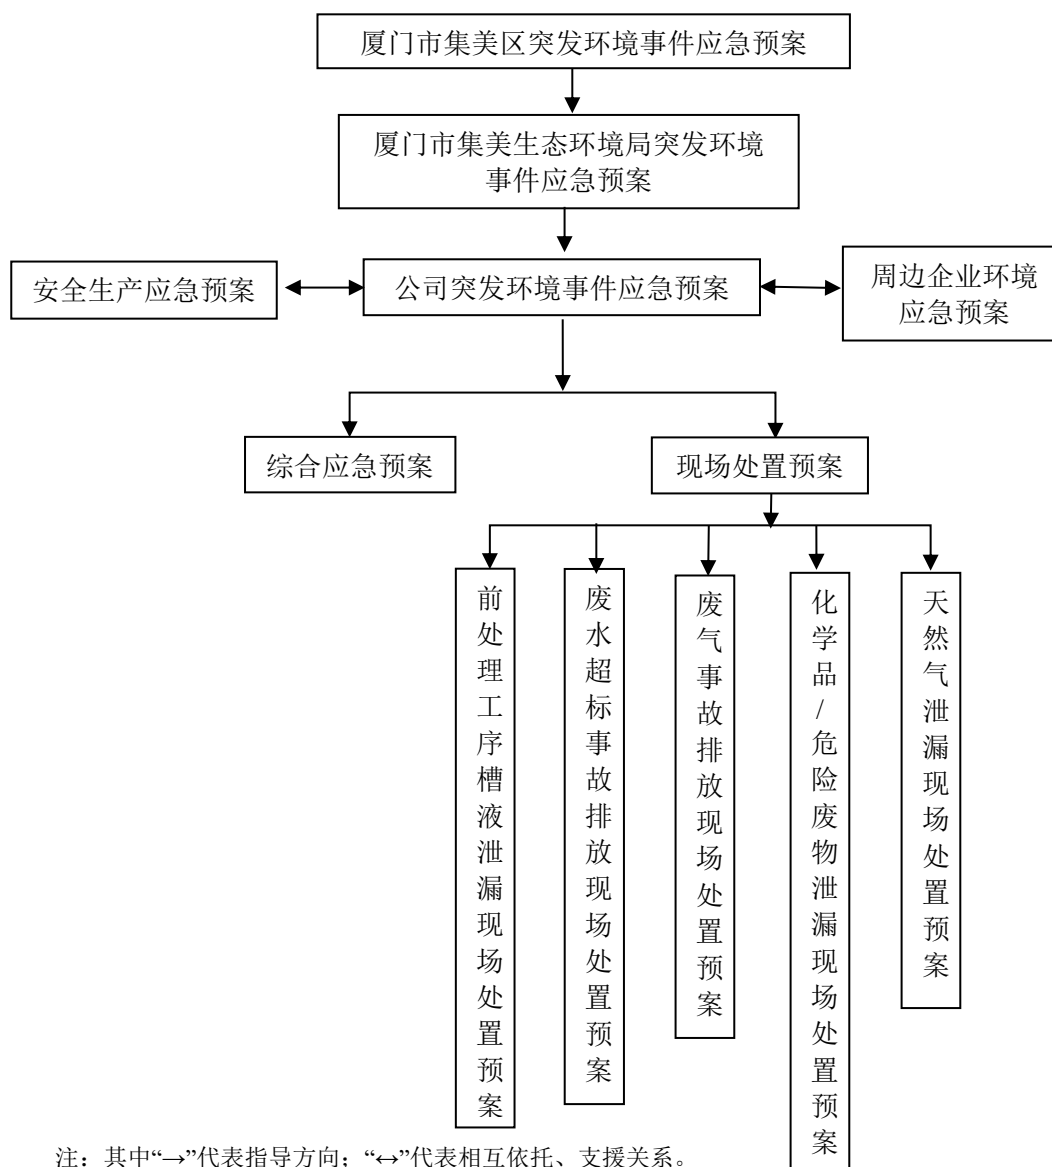 厦门市集美区突发环境事件应急预案
厦门市集美生态环境局突发环境
事件应急预案
安全生产应急预案
公司突发环境事件应急预案
周边企业环境
应急预案
综合应急预案
现场处置预案
前处理工序槽液泄漏现场处置预案
废水超标事故排放现场处置预案
废气事故排放现场处置预案
化学品/危险废物泄漏现场处置预案
天然气泄漏现场处置预案
注：其中“→”代表指导方向；“↔”代表相互依托、支援关系。